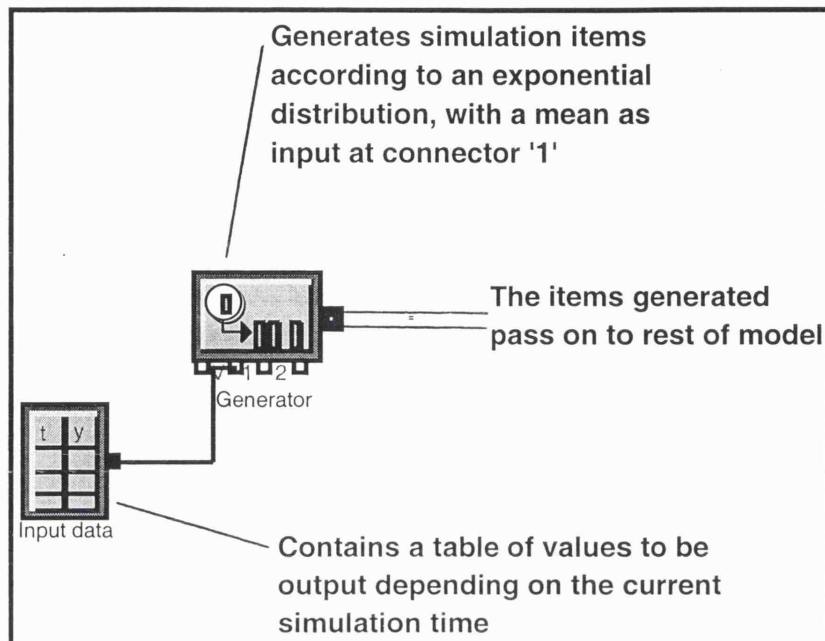 Generates simulation items
according to an exponential
distribution, with a mean as
input at connector '1'
The items generated
pass on to rest of model
V 1 2
Generator
t y
Input data
Contains a table of values to be
output depending on the current
simulation time